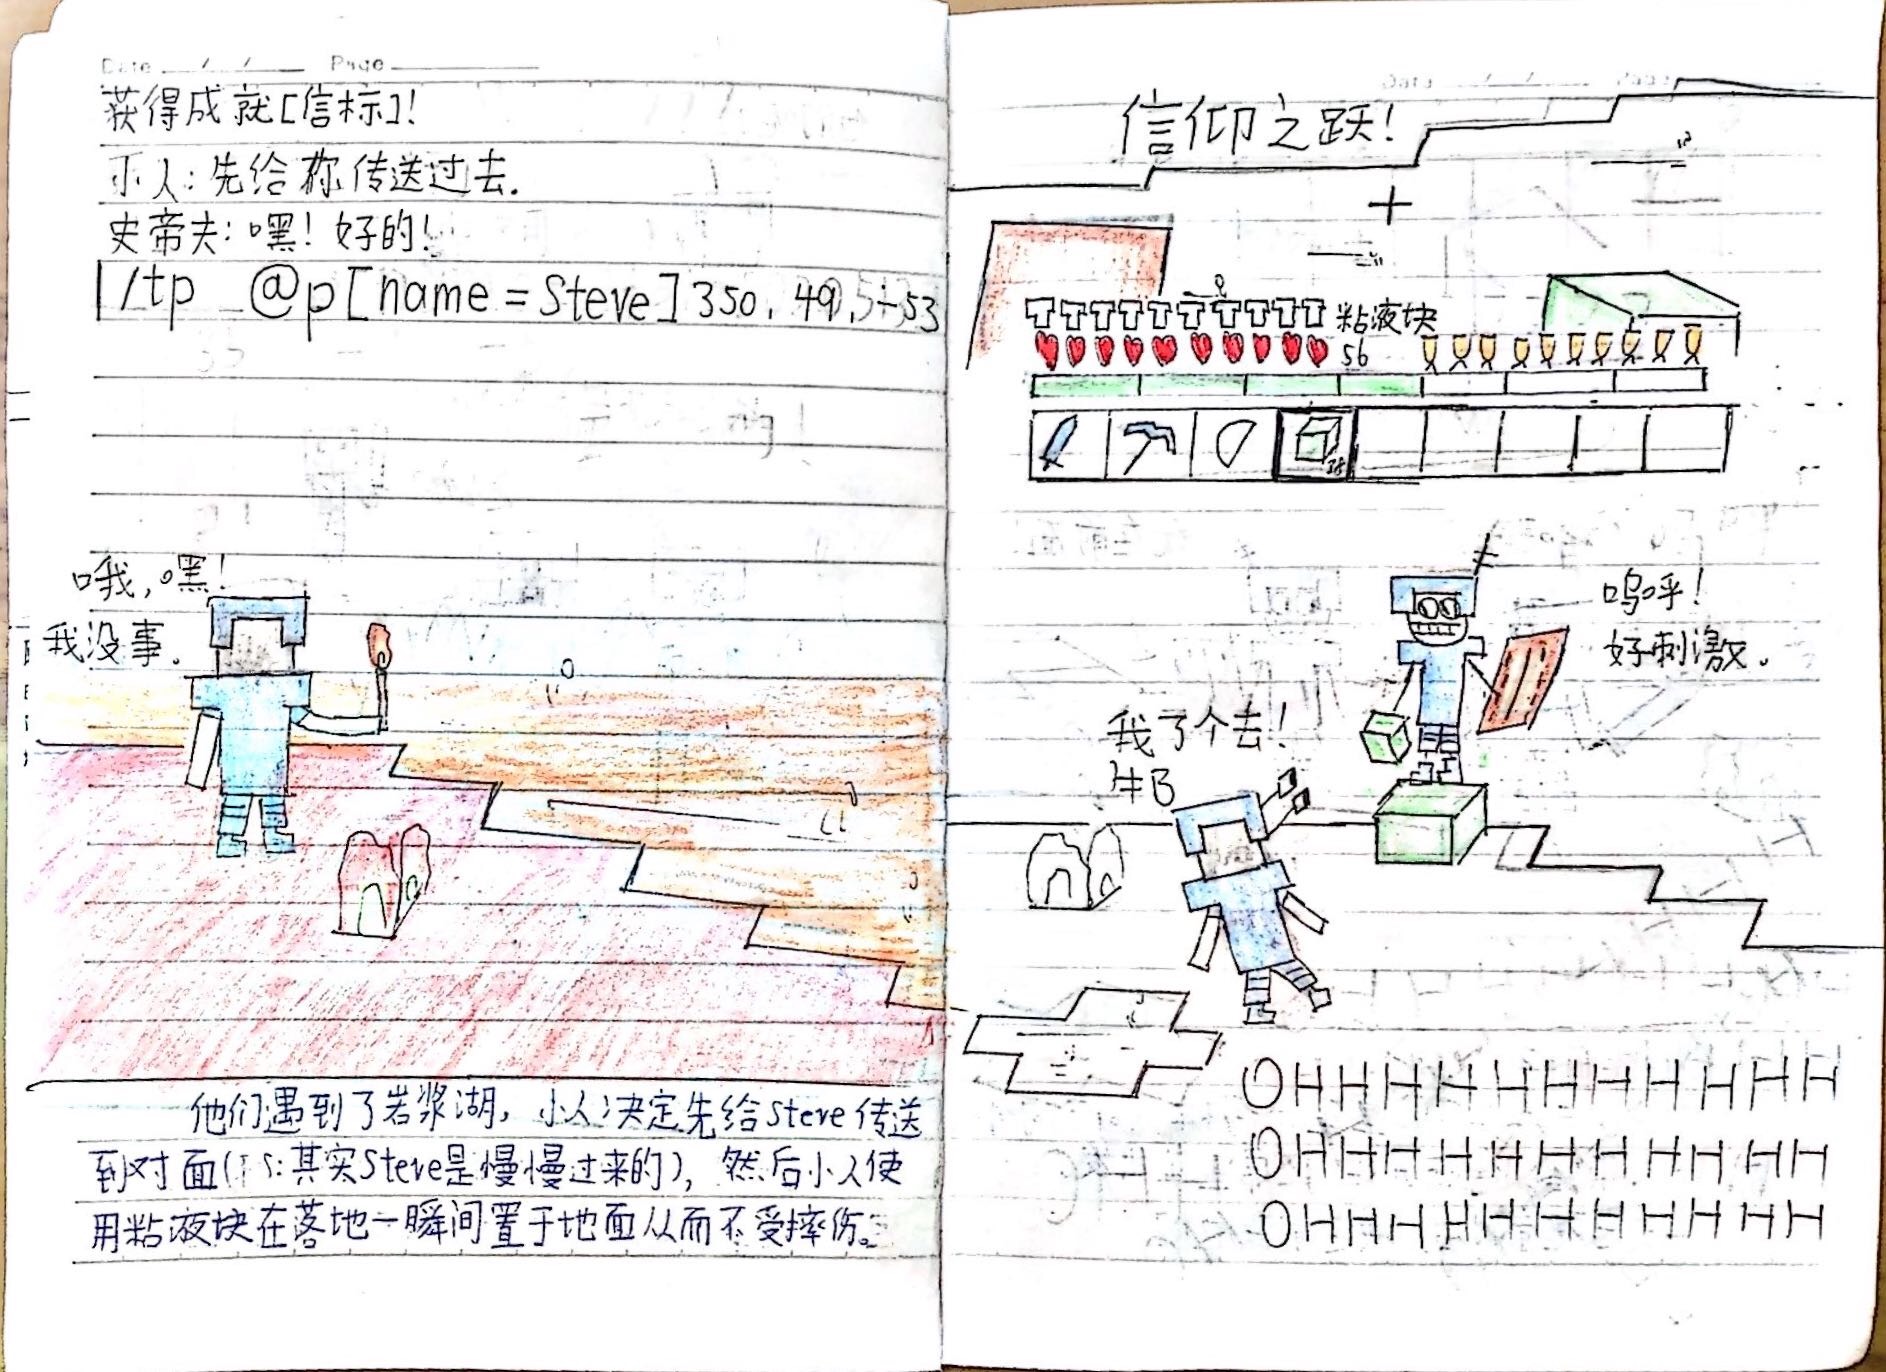 Date / / Page
获得成就[信标]!
小人:先给你传送过去.
史帝夫:嘿!好的!
/tp @p[name=Steve]350.49.5+53
哦,嘿!
我没事.
他们遇到了岩浆湖,小人决定先给Steve传送
到对面(PS:其实Steve是慢慢过来的),然后小人使
用粘液块在落地一瞬间置于地面从而不受摔伤。
信仰之跃!
粘液块
56
呜呼!
好刺激.
我了个去!
牛B
OHHHHHHHHHHH
OHHHHHHHHHHH
OHHHHHHHHHHH